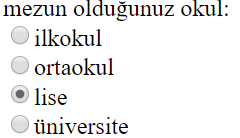 mezun olduğunuz okul:
ilkokul
ortaokul
lise
üniversite